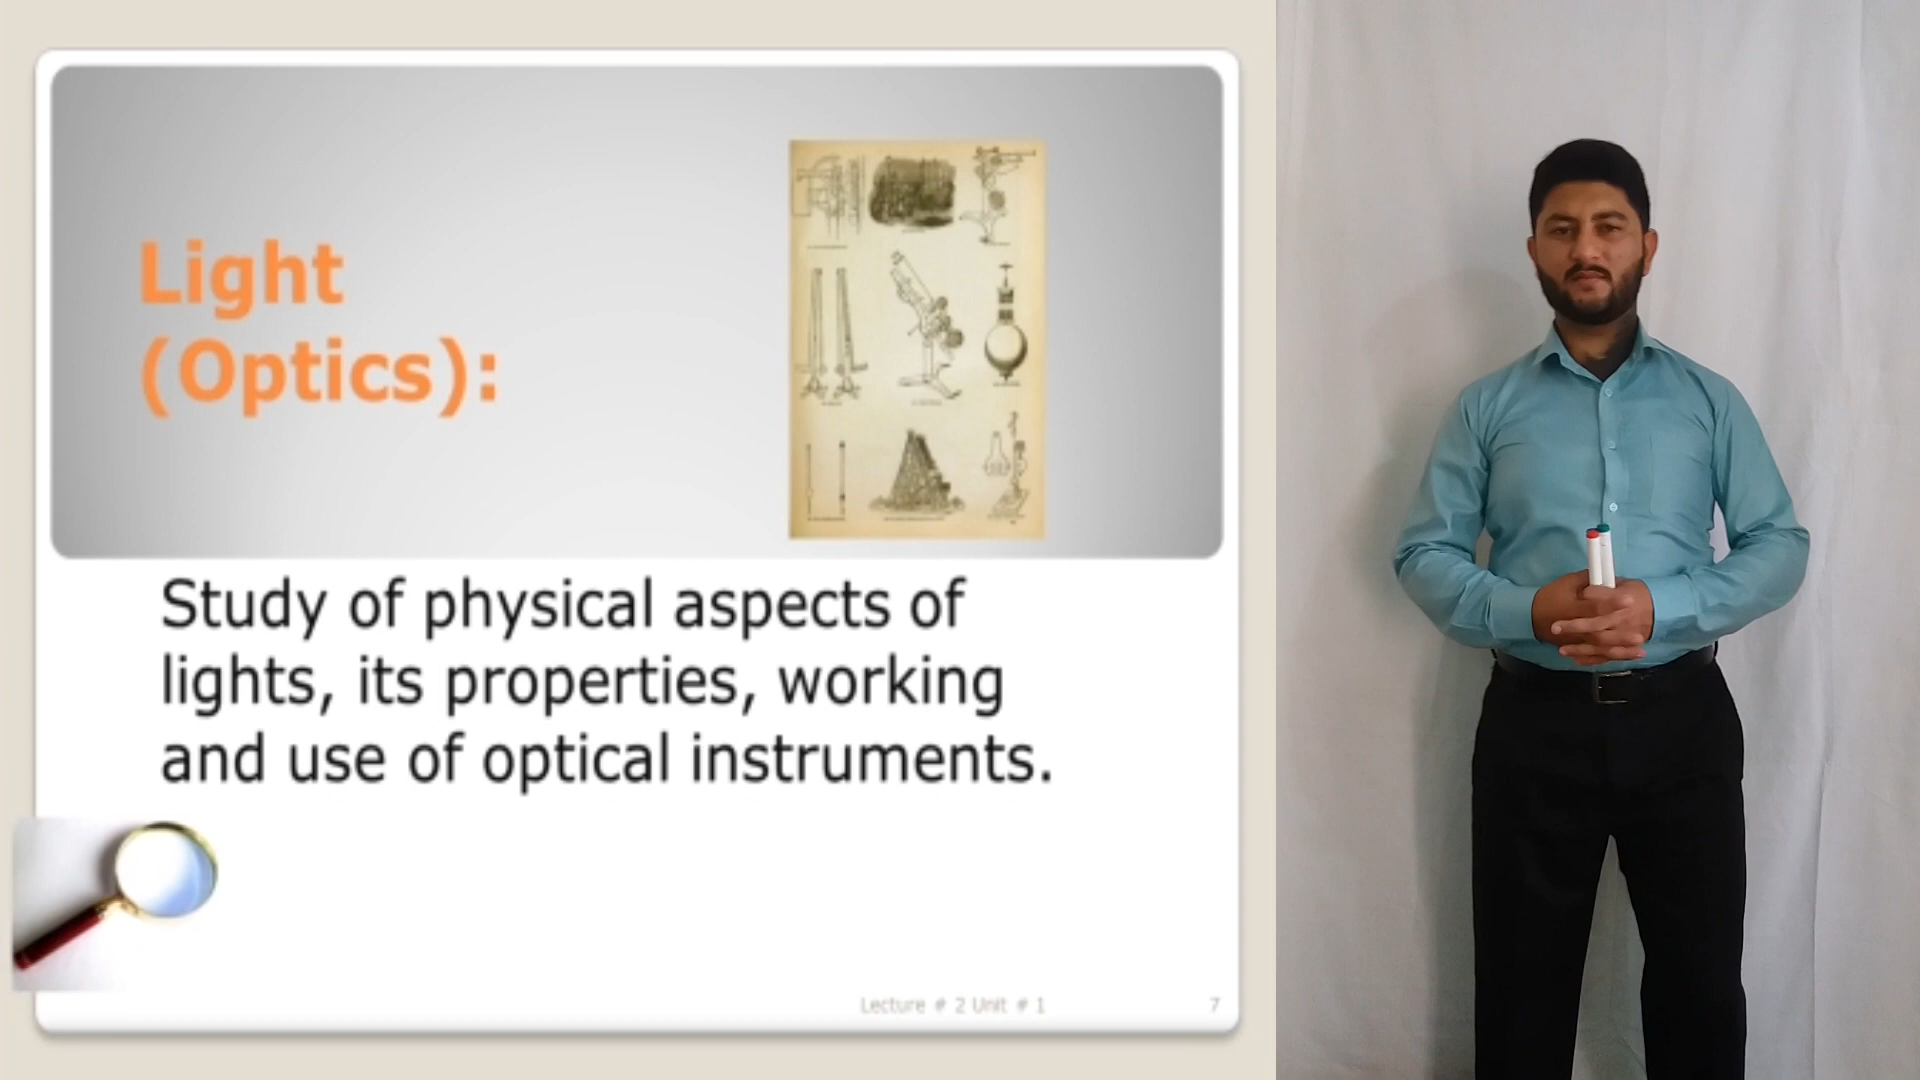 Light
(Optics):
Study of physical aspects of
lights, its properties, working
and use of optical instruments.
Lecture # 2 Unit # 1
7